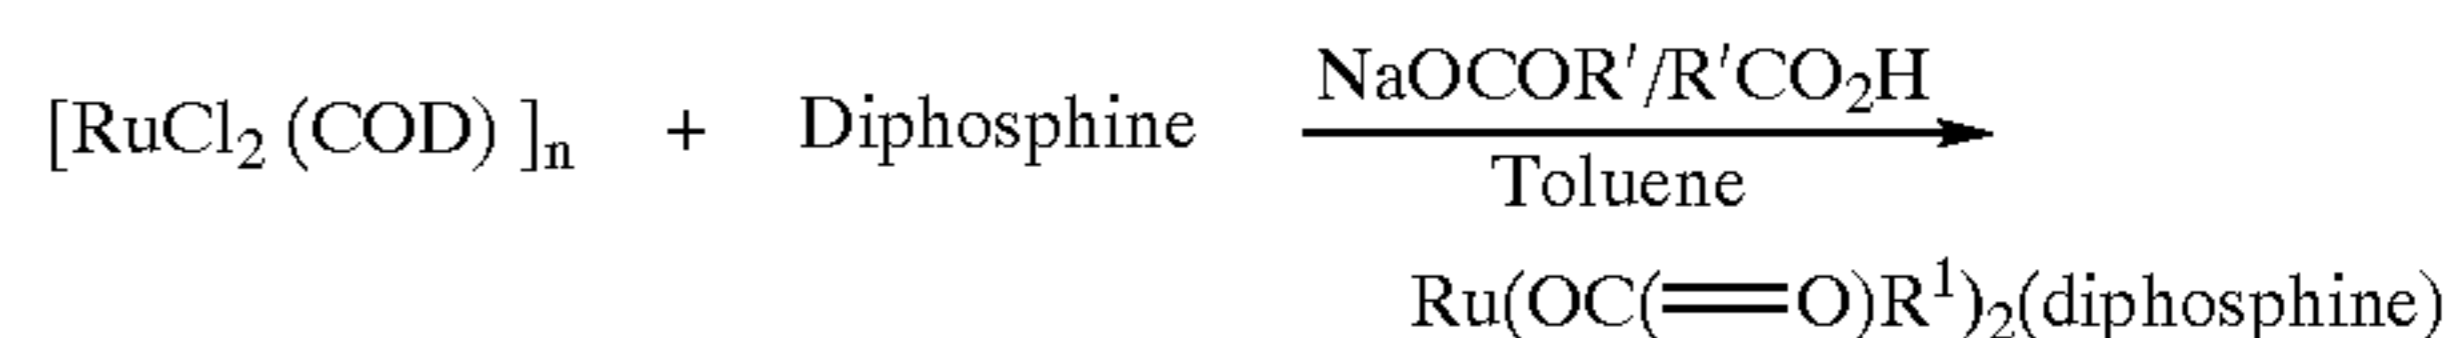 NaOCOR′/R′CO₂H
[RuCl₂ (COD) ]ₙ + Diphosphine
Toluene
Ru(OC(=O)R¹)₂(diphosphine)